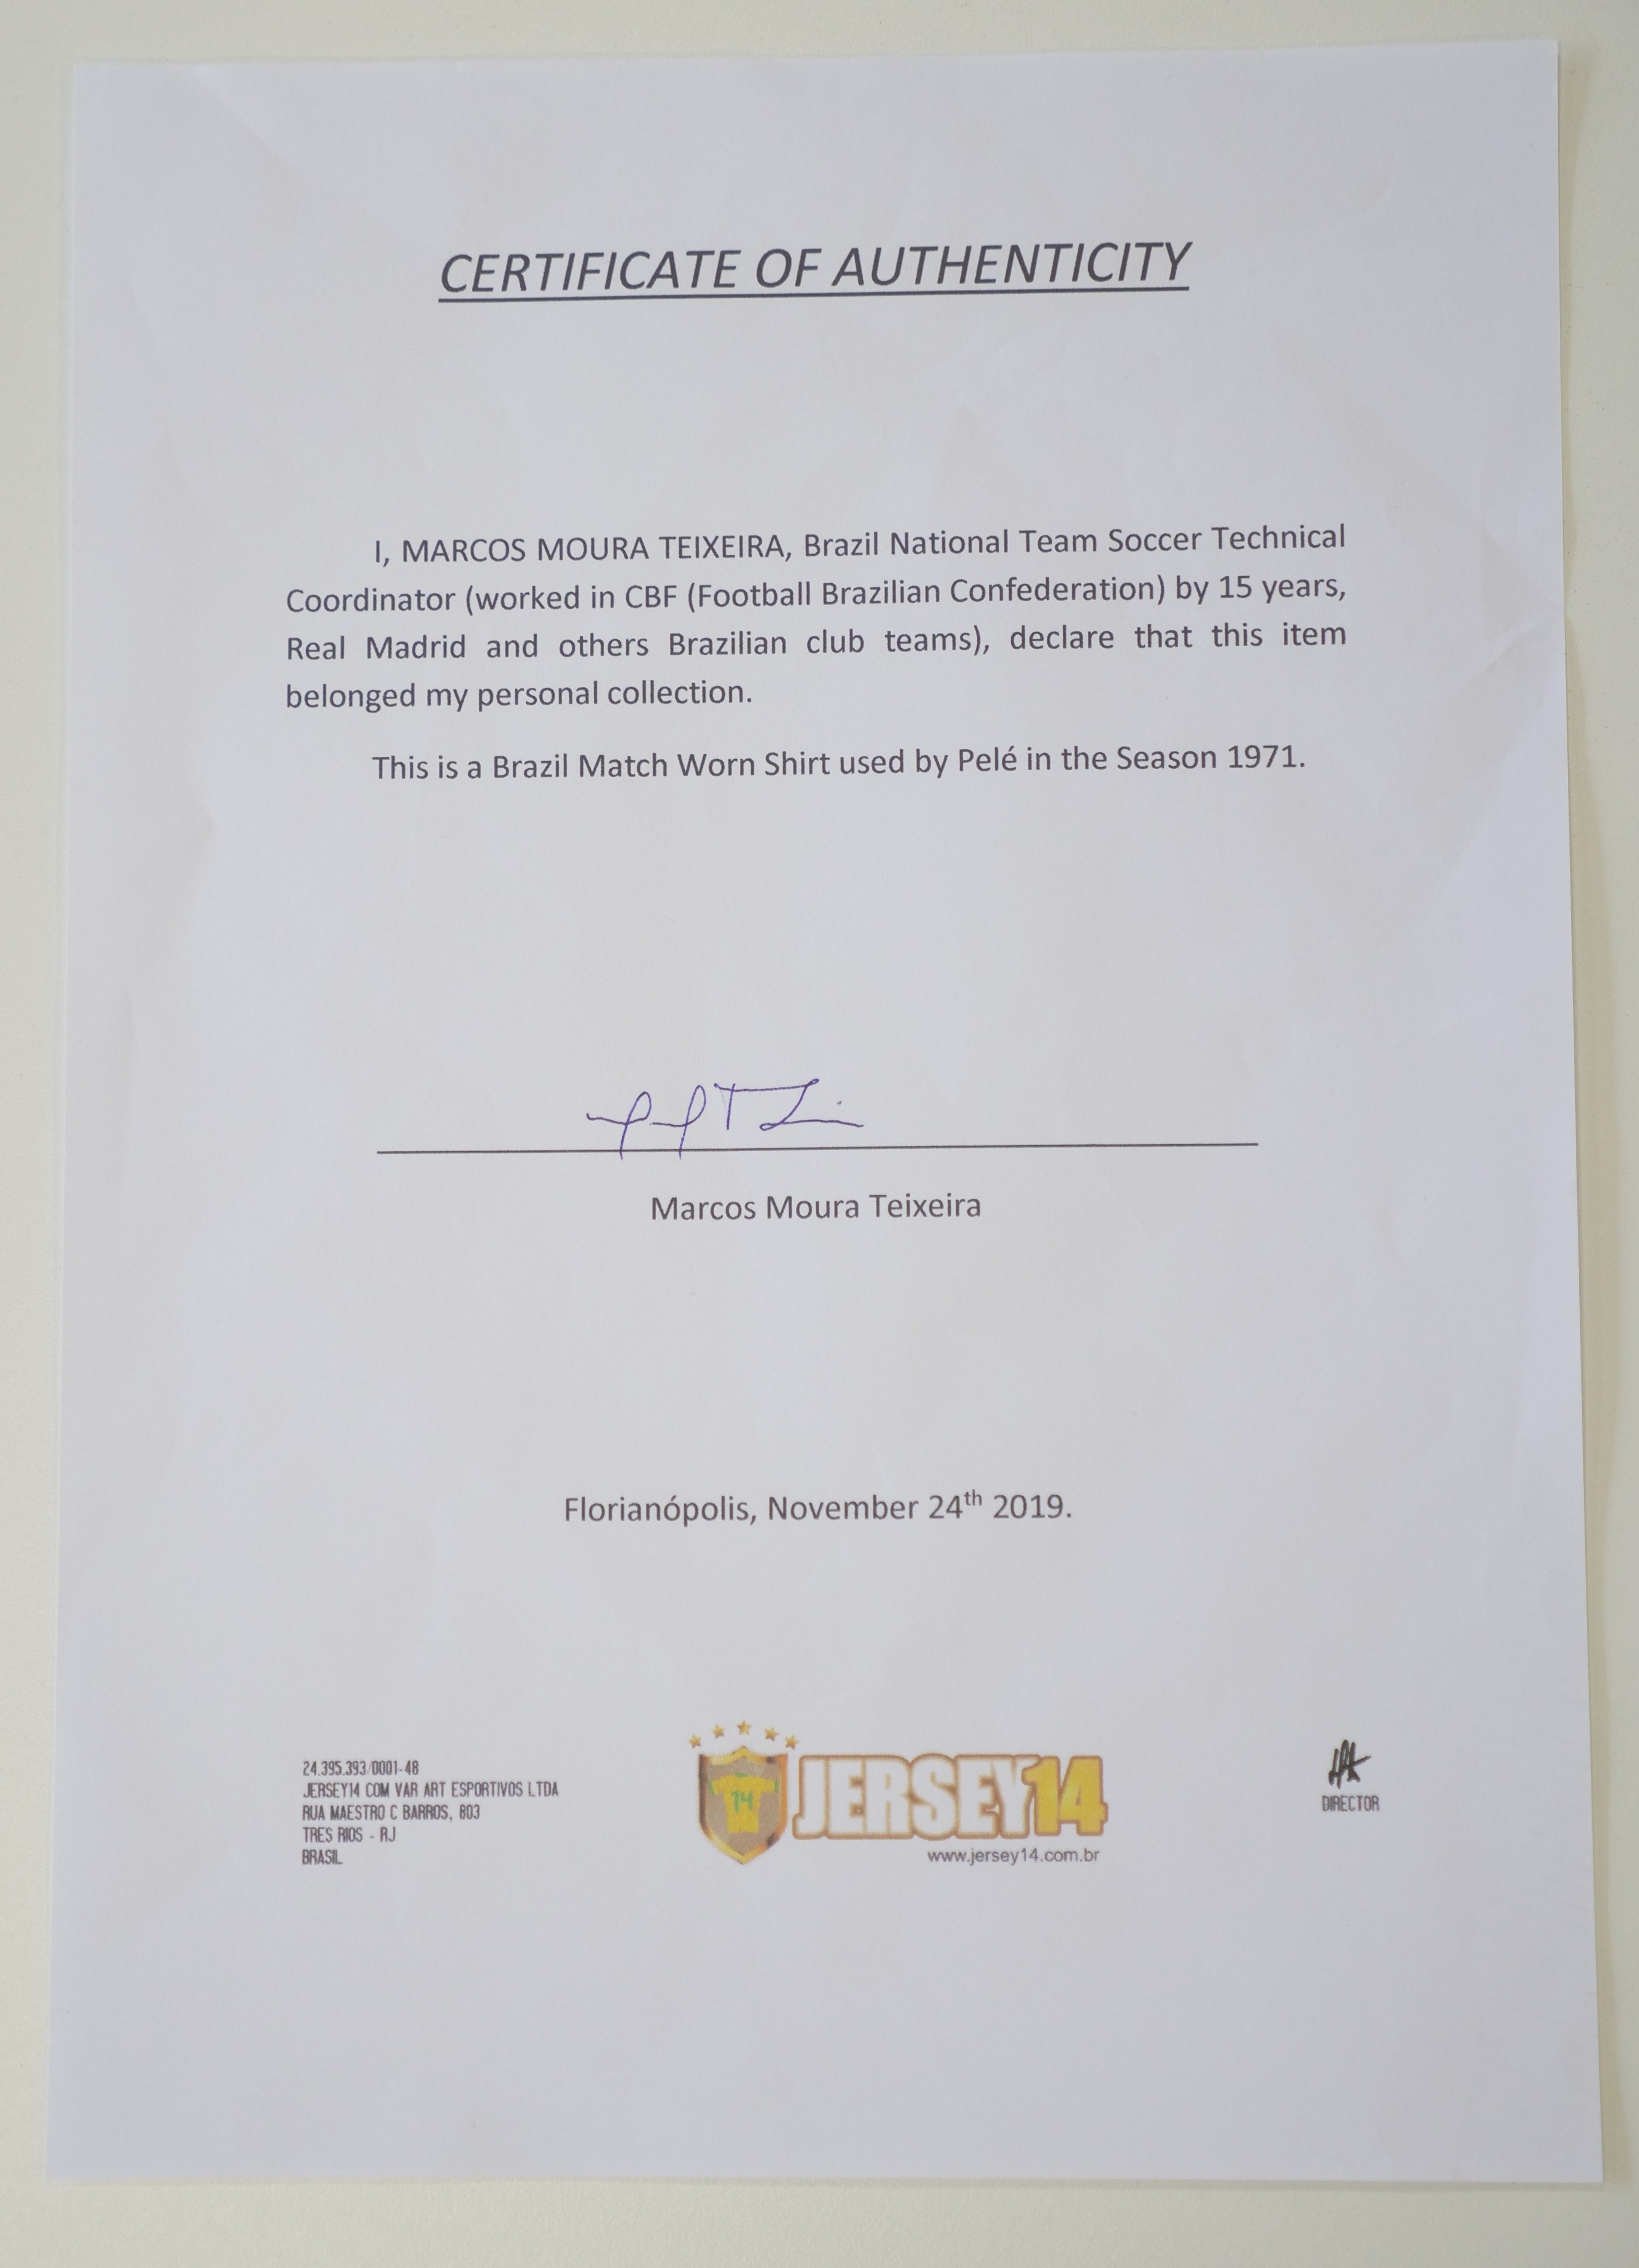 CERTIFICATE OF AUTHENTICITY
I, MARCOS MOURA TEIXEIRA, Brazil National Team Soccer Technical
Coordinator (worked in CBF (Football Brazilian Confederation) by 15 years,
Real Madrid and others Brazilian club teams), declare that this item
belonged my personal collection.
This is a Brazil Match Worn Shirt used by Pelé in the Season 1971.
Marcos Moura Teixeira
Florianópolis, November 24th 2019.
24.395.393/0001-48
JERSEY14 COM VAR ART ESPORTIVOS LTDA
RUA MAESTRO C BARROS, 803
TRES RIOS - RJ
BRASIL
14
JERSEY14
www.jersey14.com.br
DIRECTOR